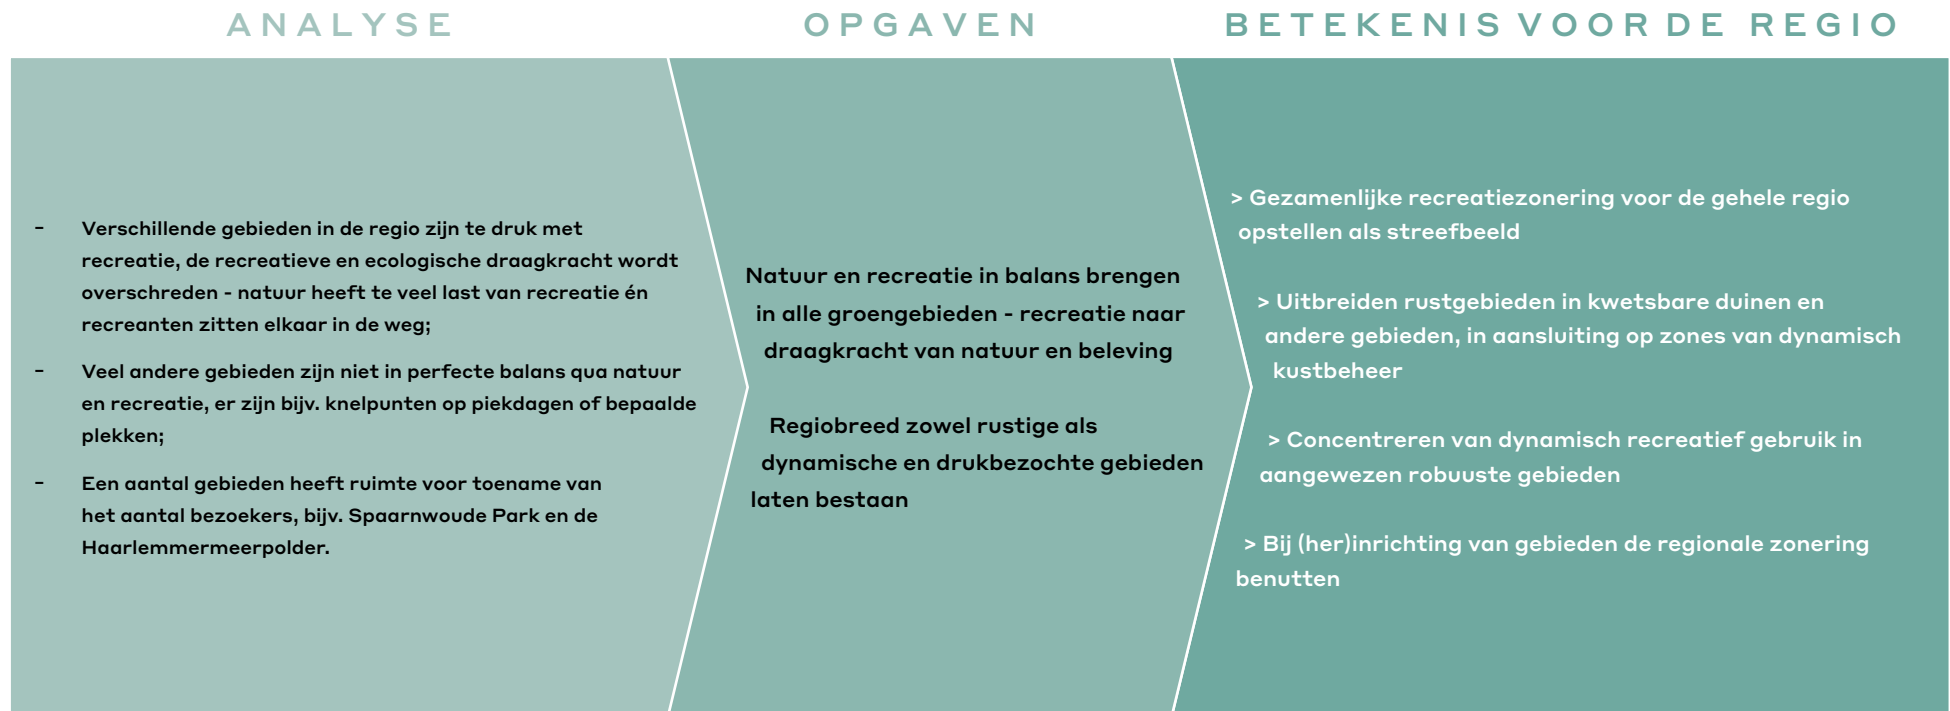 ANALYSE
OPGAVEN
BETEKENIS VOOR DE REGIO
- Verschillende gebieden in de regio zijn te druk met
recreatie, de recreatieve en ecologische draagkracht wordt
overschreden - natuur heeft te veel last van recreatie én
recreanten zitten elkaar in de weg;
- Veel andere gebieden zijn niet in perfecte balans qua natuur
en recreatie, er zijn bijv. knelpunten op piekdagen of bepaalde
plekken;
- Een aantal gebieden heeft ruimte voor toename van
het aantal bezoekers, bijv. Spaarnwoude Park en de
Haarlemmermeerpolder.
Natuur en recreatie in balans brengen
in alle groengebieden - recreatie naar
draagkracht van natuur en beleving
Regiobreed zowel rustige als
dynamische en drukbezochte gebieden
laten bestaan
> Gezamenlijke recreatiezonering voor de gehele regio
opstellen als streefbeeld
> Uitbreiden rustgebieden in kwetsbare duinen en
andere gebieden, in aansluiting op zones van dynamisch
kustbeheer
> Concentreren van dynamisch recreatief gebruik in
aangewezen robuuste gebieden
> Bij (her)inrichting van gebieden de regionale zonering
benutten